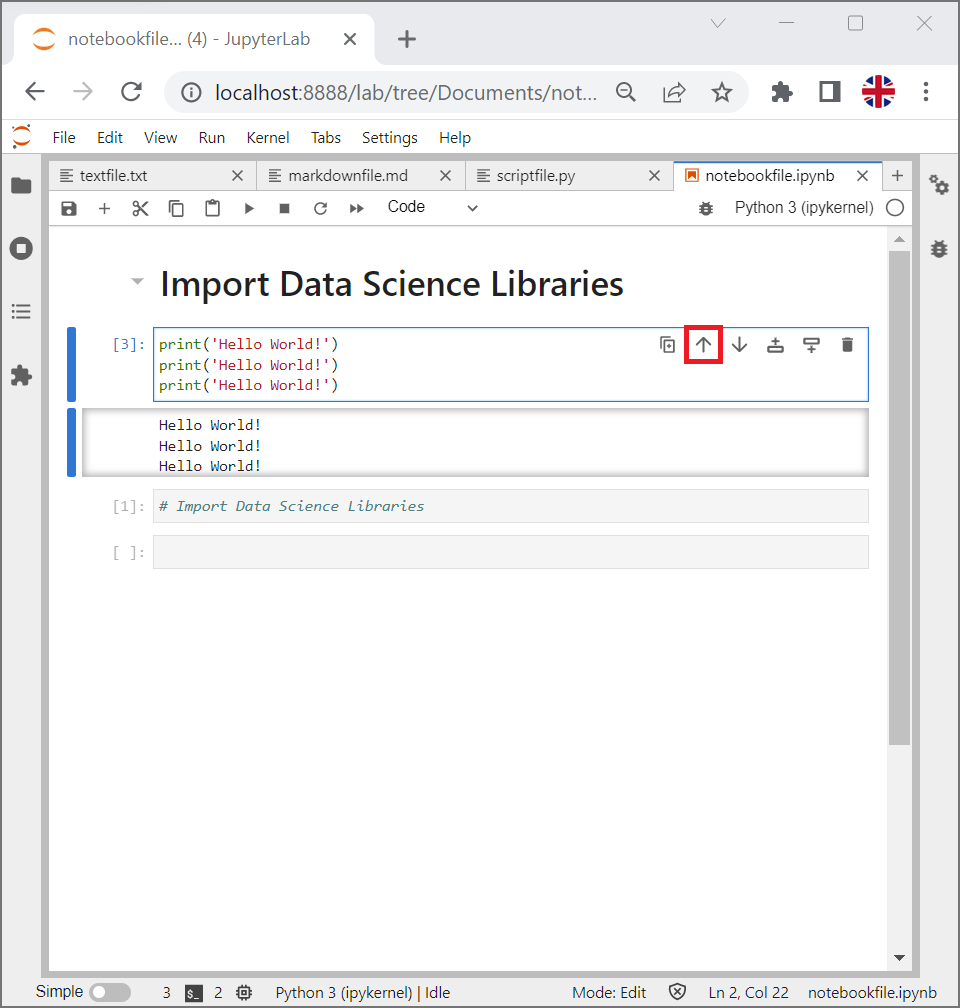 notebookfile... (4) - JupyterLab
localhost:8888/lab/tree/Documents/not...
File Edit View Run Kernel Tabs Settings Help
textfile.txt markdownfile.md scriptfile.py notebookfile.ipynb
Code Python 3 (ipykernel)
Import Data Science Libraries
[3]: print('Hello World!')
print('Hello World!')
print('Hello World!')
Hello World!
Hello World!
Hello World!
[1]: # Import Data Science Libraries
[ ]:
Simple 3 $_ 2 Python 3 (ipykernel) | Idle Mode: Edit Ln 2, Col 22 notebookfile.ipynb